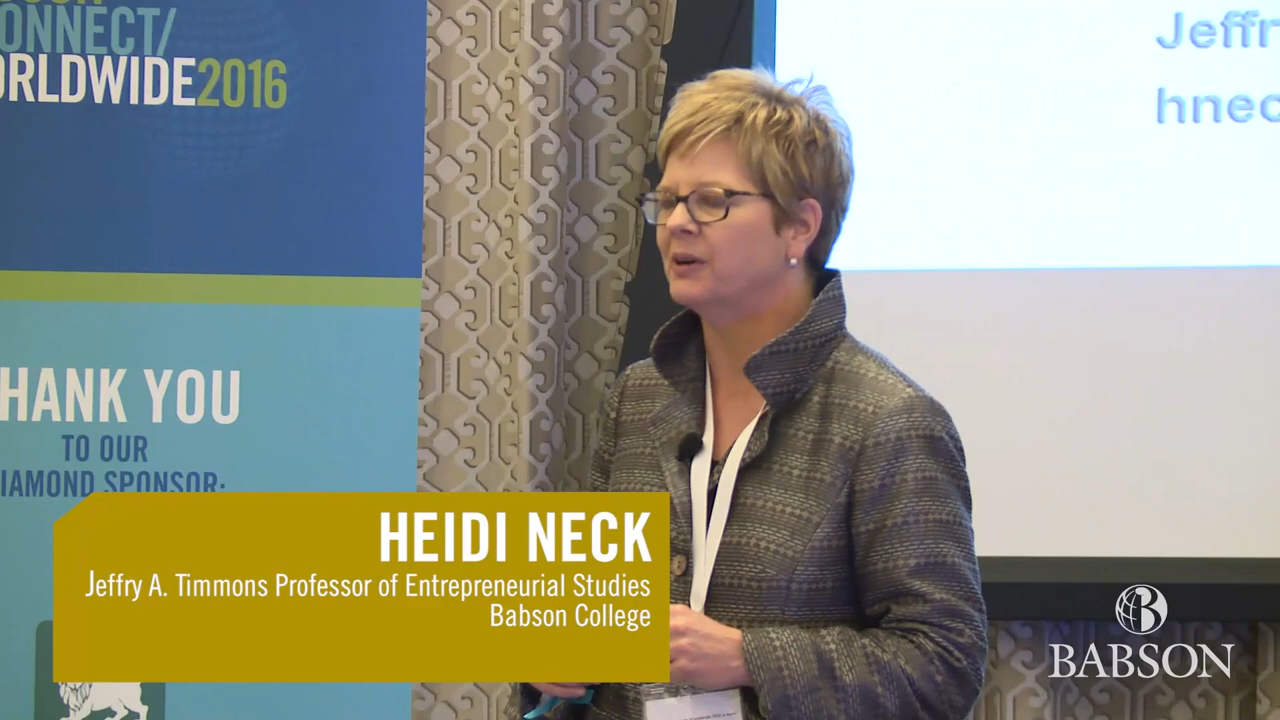 ONNECT/
RLDWIDE2016
HANK YOU
TO OUR
IAMOND SPONSOR:
Jeffr
hnec
HEIDI NECK
Jeffry A. Timmons Professor of Entrepreneurial Studies
Babson College
B
BABSON